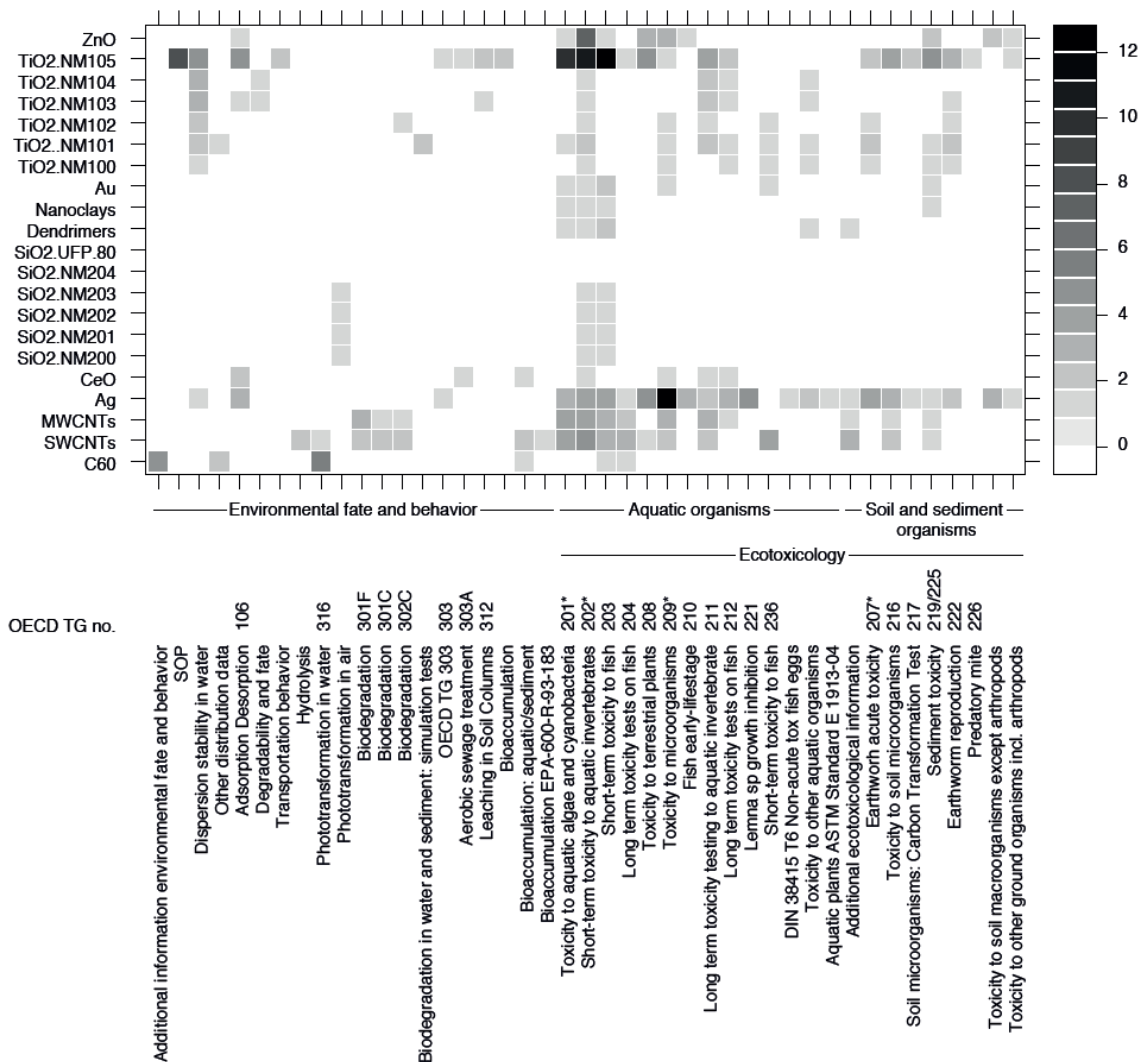 ZnO
TiO2.NM105
TiO2.NM104
TiO2.NM103
TiO2.NM102
TiO2..NM101
TiO2.NM100
Au
Nanoclays
Dendrimers
SiO2.UFP.80
SiO2.NM204
SiO2.NM203
SiO2.NM202
SiO2.NM201
SiO2.NM200
CeO
Ag
MWCNTs
SWCNTs
C60
12
10
8
6
4
2
0
Environmental fate and behavior
Aquatic organisms
Soil and sediment
organisms
Ecotoxicology
OECD TG no.
Additional information environmental fate and behavior
SOP
Dispersion stability in water
Other distribution data
Adsorption Desorption 106
Degradability and fate
Transportation behavior
Hydrolysis
Phototransformation in water 316
Phototransformation in air
Biodegradation 301F
Biodegradation 301C
Biodegradation 302C
Biodegradation in water and sediment: simulation tests
OECD TG 303 303
Aerobic sewage treatment 303A
Leaching in Soil Columns 312
Bioaccumulation
Bioaccumulation: aquatic/sediment
Bioaccumulation EPA-600-R-93-183
Toxicity to aquatic algae and cyanobacteria 201*
Short-term toxicity to aquatic invertebrates 202*
Short-term toxicity to fish 203
Long term toxicity tests on fish 204
Toxicity to terrestrial plants 208
Toxicity to microorganisms 209*
Fish early-lifestage 210
Long term toxicity testing to aquatic invertebrate 211
Long term toxicity tests on fish 212
Lemna sp growth inhibition 221
Short-term toxicity to fish 236
DIN 38415 T6 Non-acute tox fish eggs
Toxicity to other aquatic organisms
Aquatic plants ASTM Standard E 1913-04
Additional ecotoxicological information
Earthwork acute toxicity 207*
Toxicity to soil microorganisms 216
Soil microorganisms: Carbon Transformation Test 217
Sediment toxicity 219/225
Earthworm reproduction 222
Predatory mite 226
Toxicity to soil macroorganisms except arthropods
Toxicity to other ground organisms incl. arthropods